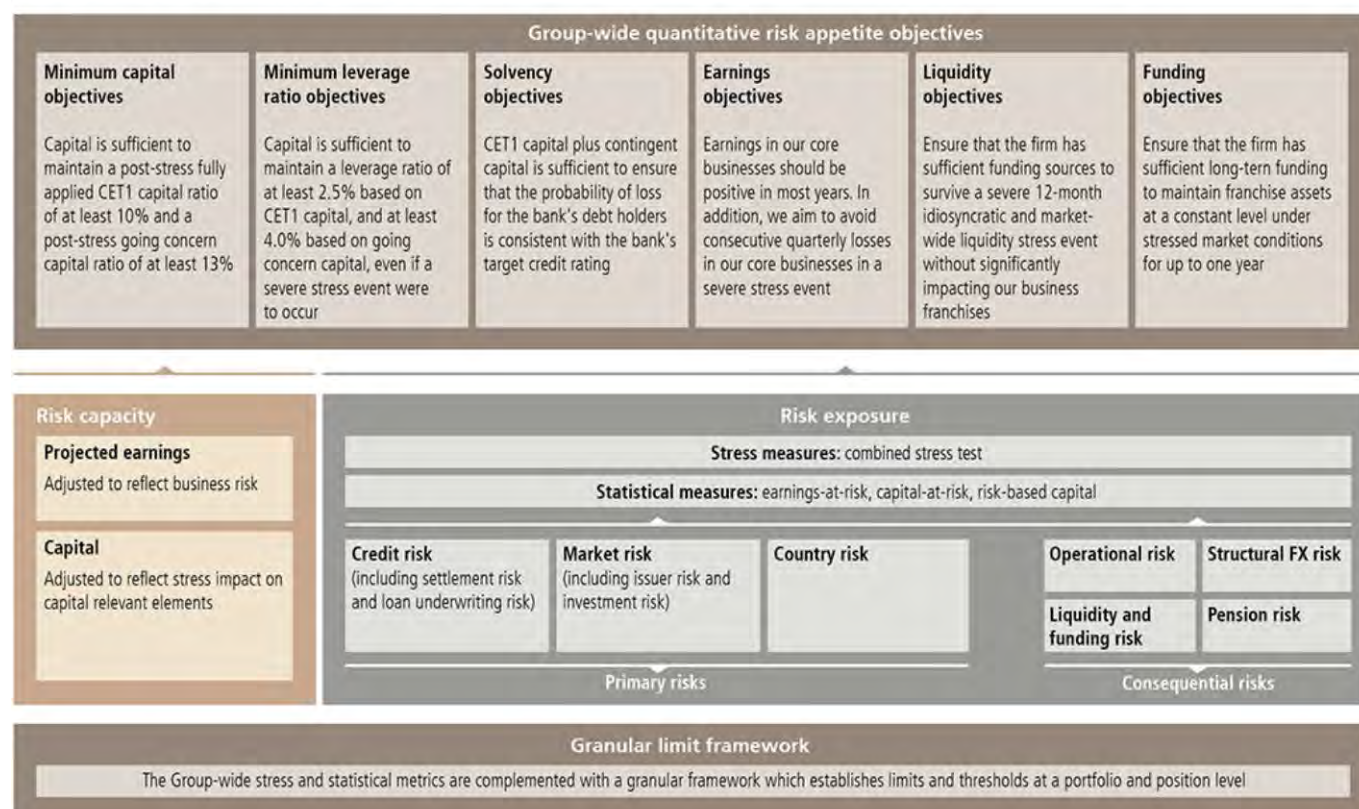 Group-wide quantitative risk appetite objectives
Minimum capital
objectives
Capital is sufficient to
maintain a post-stress fully
applied CET1 capital ratio
of at least 10% and a
post-stress going concern
capital ratio of at least 13%
Minimum leverage
ratio objectives
Capital is sufficient to
maintain a leverage ratio of
at least 2.5% based on
CET1 capital, and at least
4.0% based on going
concern capital, even if a
severe stress event were
to occur
Solvency
objectives
CET1 capital plus contingent
capital is sufficient to ensure
that the probability of loss
for the bank's debt holders
is consistent with the bank's
target credit rating
Earnings
objectives
Earnings in our core
businesses should be
positive in most years. In
addition, we aim to avoid
consecutive quarterly losses
in our core businesses in a
severe stress event
Liquidity
objectives
Ensure that the firm has
sufficient funding sources to
survive a severe 12-month
idiosyncratic and market-
wide liquidity stress event
without significantly
impacting our business
franchises
Funding
objectives
Ensure that the firm has
sufficient long-tern funding
to maintain franchise assets
at a constant level under
stressed market conditions
for up to one year
Risk capacity
Projected earnings
Adjusted to reflect business risk
Capital
Adjusted to reflect stress impact on
capital relevant elements
Risk exposure
Stress measures: combined stress test
Statistical measures: earnings-at-risk, capital-at-risk, risk-based capital
Credit risk
(including settlement risk
and loan underwriting risk)
Market risk
(including issuer risk and
investment risk)
Country risk
Primary risks
Operational risk
Structural FX risk
Liquidity and
funding risk
Pension risk
Consequential risks
Granular limit framework
The Group-wide stress and statistical metrics are complemented with a granular framework which establishes limits and thresholds at a portfolio and position level